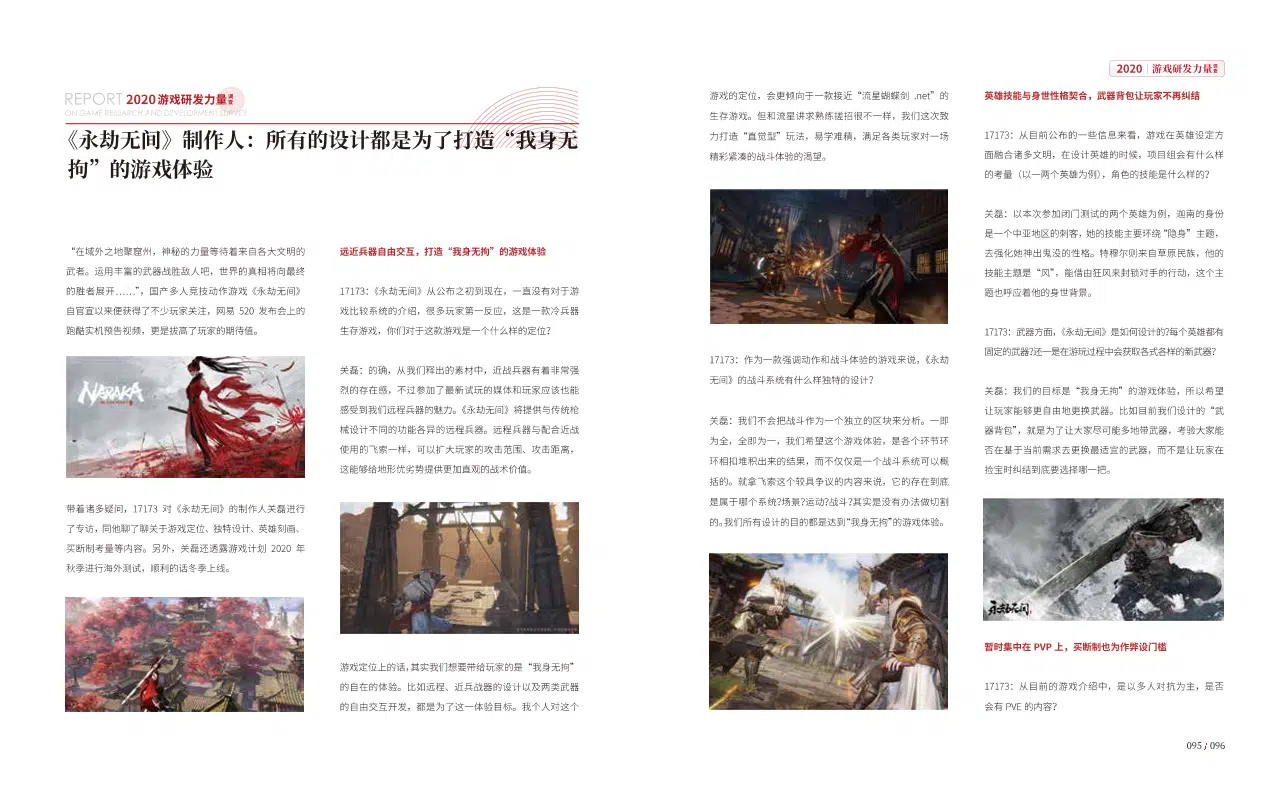 REPORT 2020游戏研发力量调查
ON GAME RESEARCH AND DEVELOPMENT SURVEY
《永劫无间》制作人：所有的设计都是为了打造“我身无
拘”的游戏体验
“在域外之地聚窟州，神秘的力量等待着来自各大文明的
武者。运用丰富的武器战胜敌人吧，世界的真相将向最终
的胜者展开……”，国产多人竞技动作游戏《永劫无间》
自官宣以来便获得了不少玩家关注，网易 520 发布会上的
跑酷实机预告视频，更是拔高了玩家的期待值。
NARAKA
带着诸多疑问，17173 对《永劫无间》的制作人关磊进行
了专访，同他聊了聊关于游戏定位、独特设计、英雄刻画、
买断制考量等内容。另外，关磊还透露游戏计划 2020 年
秋季进行海外测试，顺利的话冬季上线。
远近兵器自由交互，打造“我身无拘”的游戏体验
17173：《永劫无间》从公布之初到现在，一直没有对于游
戏比较系统的介绍，很多玩家第一反应，这是一款冷兵器
生存游戏，你们对于这款游戏是一个什么样的定位？
关磊：的确，从我们释出的素材中，近战兵器有着非常强
烈的存在感，不过参加了最新试玩的媒体和玩家应该也能
感受到我们远程兵器的魅力。《永劫无间》将提供与传统枪
械设计不同的功能各异的远程兵器。远程兵器与配合近战
使用的飞索一样，可以扩大玩家的攻击范围、攻击距离，
这能够给地形优劣势提供更加直观的战术价值。
游戏定位上的话，其实我们想要带给玩家的是“我身无拘”
的自在的体验。比如远程、近兵战器的设计以及两类武器
的自由交互开发，都是为了这一体验目标。我个人对这个
游戏的定位，会更倾向于一款接近“流星蝴蝶剑 .net”的
生存游戏。但和流星讲求熟练搓招很不一样，我们这次致
力打造“直觉型”玩法，易学难精，满足各类玩家对一场
精彩紧凑的战斗体验的渴望。
17173：作为一款强调动作和战斗体验的游戏来说，《永劫
无间》的战斗系统有什么样独特的设计？
关磊：我们不会把战斗作为一个独立的区块来分析。一即
为全，全即为一，我们希望这个游戏体验，是各个环节环
环相扣堆积出来的结果，而不仅仅是一个战斗系统可以概
括的。就拿飞索这个较具争议的内容来说，它的存在到底
是属于哪个系统?场景?运动?战斗?其实是没有办法做切割
的。我们所有设计的目的都是达到“我身无拘”的游戏体验。
2020 游戏研发力量调查
英雄技能与身世性格契合，武器背包让玩家不再纠结
17173：从目前公布的一些信息来看，游戏在英雄设定方
面融合诸多文明，在设计英雄的时候，项目组会有什么样
的考量（以一两个英雄为例），角色的技能是什么样的？
关磊：以本次参加闭门测试的两个英雄为例，迦南的身份
是一个中亚地区的刺客，她的技能主要环绕“隐身”主题，
去强化她神出鬼没的性格。特穆尔则来自草原民族，他的
技能主题是“风”，能借由狂风来封锁对手的行动，这个主
题也呼应着他的身世背景。
17173：武器方面，《永劫无间》是如何设计的?每个英雄都有
固定的武器?还一是在游玩过程中会获取各式各样的新武器？
关磊：我们的目标是“我身无拘”的游戏体验，所以希望
让玩家能够更自由地更换武器。比如目前我们设计的“武
器背包”，就是为了让大家尽可能多地带武器，考验大家能
否在基于当前需求去更换最适宜的武器，而不是让玩家在
捡宝时纠结到底要选择哪一把。
永劫无间
暂时集中在 PVP 上，买断制也为作弊设门槛
17173：从目前的游戏介绍中，是以多人对抗为主，是否
会有 PVE 的内容？
095 / 096